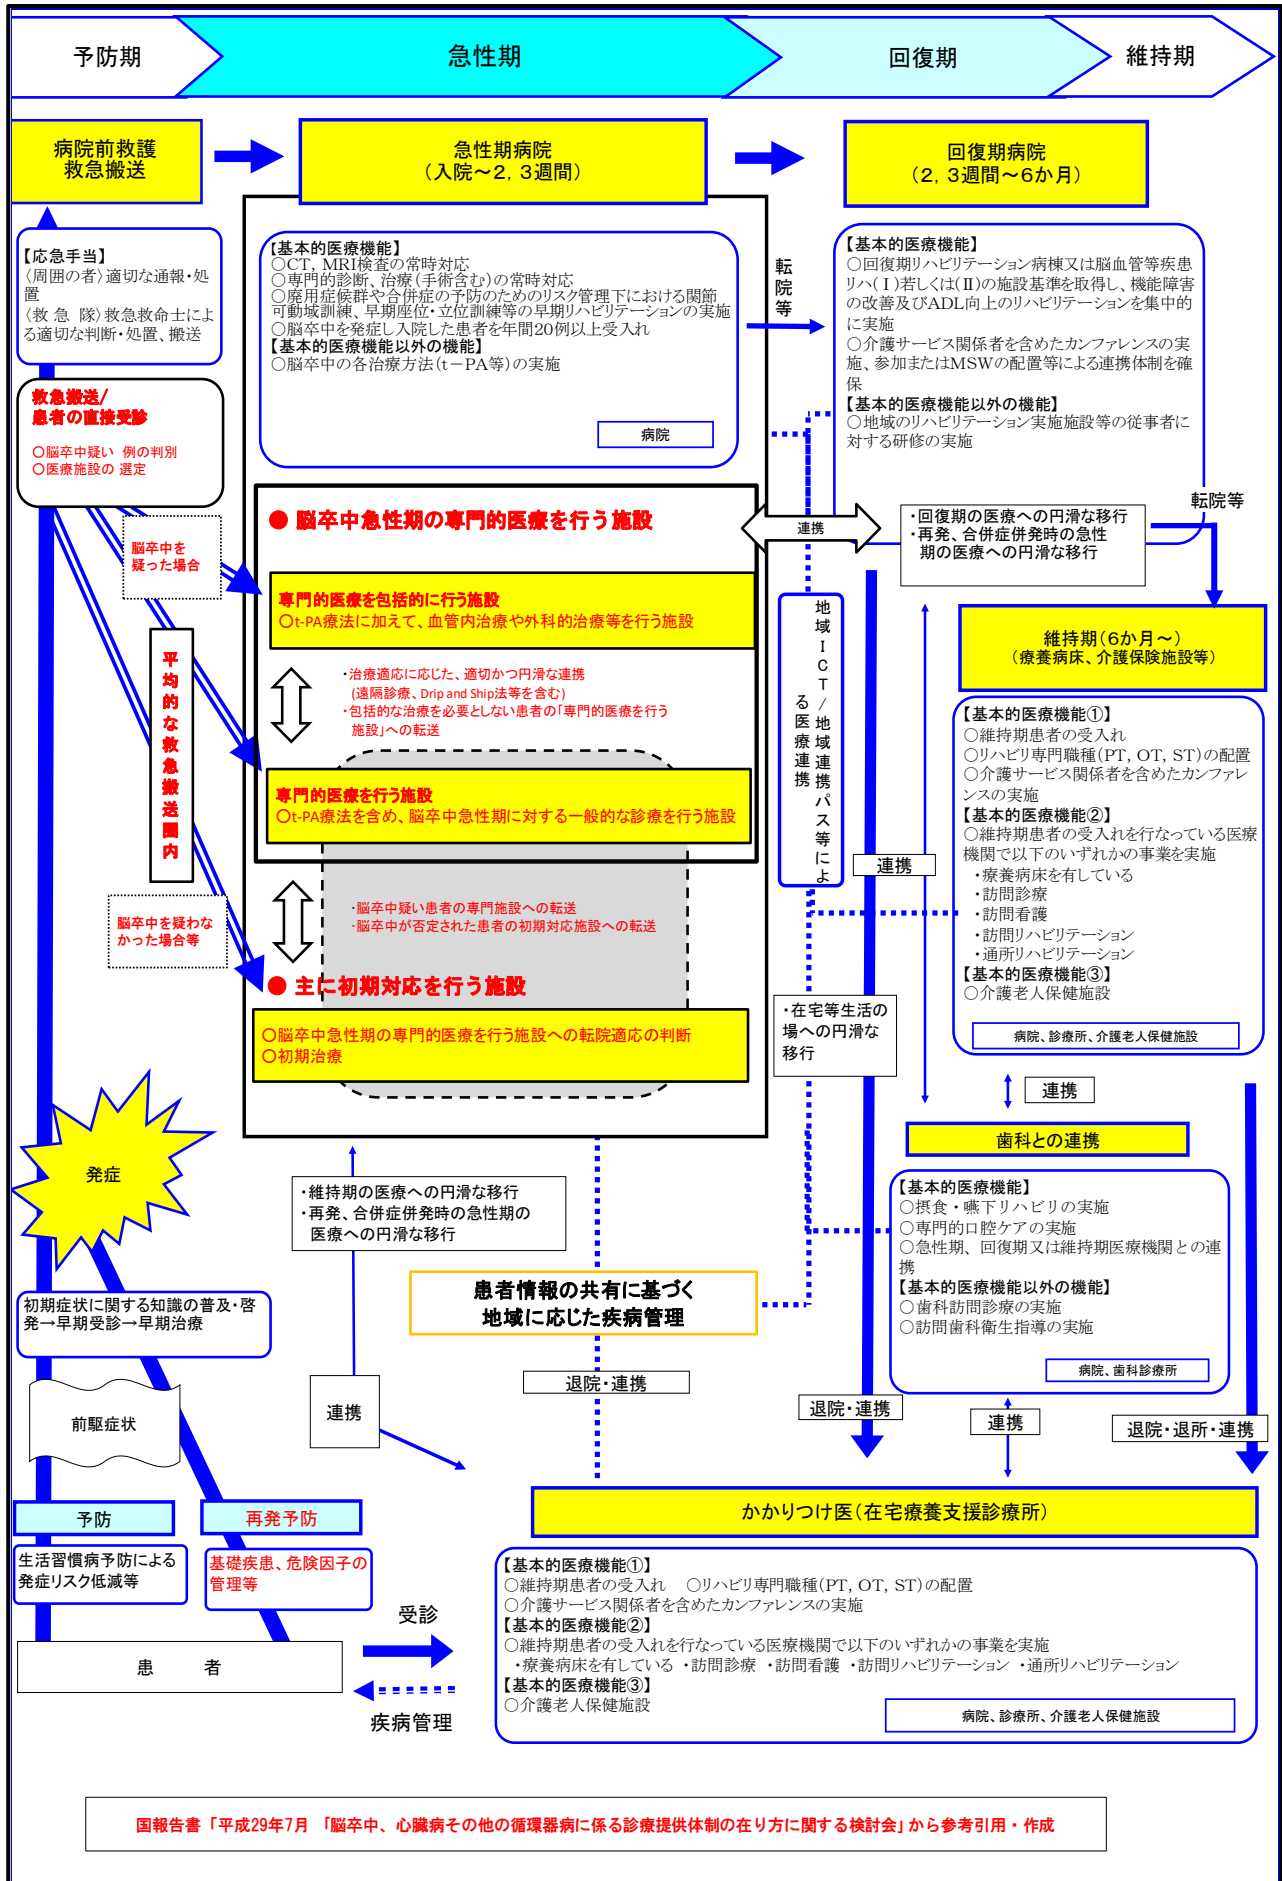 予防期
急性期
回復期
維持期
病院前救護
救急搬送
急性期病院
(入院～2, 3週間)
回復期病院
(2, 3週間～6か月)
【応急手当】
〈周囲の者〉適切な通報・処
置
〈救 急 隊〉救急救命士によ
る適切な判断・処置、搬送
救急搬送/
患者の直接受診
○脳卒中疑い 例の判別
○医療施設の 選定
【基本的医療機能】
○CT, MRI検査の常時対応
○専門的診断、治療(手術含む)の常時対応
○廃用症候群や合併症の予防のためのリスク管理下における関節
可動域訓練、早期座位・立位訓練等の早期リハビリテーションの実施
○脳卒中を発症し入院した患者を年間20例以上受入れ
【基本的医療機能以外の機能】
○脳卒中の各治療方法(t－PA等)の実施
病院
転院等
【基本的医療機能】
○回復期リハビリテーション病棟又は脳血管等疾患
リハ(Ⅰ)若しくは(Ⅱ)の施設基準を取得し、機能障害
の改善及びADL向上のリハビリテーションを集中的
に実施
○介護サービス関係者を含めたカンファレンスの実
施、参加またはMSWの配置等による連携体制を確
保
【基本的医療機能以外の機能】
○地域のリハビリテーション実施施設等の従事者に
対する研修の実施
転院等
● 脳卒中急性期の専門的医療を行う施設
連携
・回復期の医療への円滑な移行
・再発、合併症併発時の急性
期の医療への円滑な移行
脳卒中を
疑った場合
専門的医療を包括的に行う施設
○t-PA療法に加えて、血管内治療や外科的治療等を行う施設
・治療適応に応じた、適切かつ円滑な連携
(遠隔診療、Drip and Ship法等を含む)
・包括的な治療を必要としない患者の「専門的医療を行う
施設」への転送
平均的な救急搬送圏内
地域ICT/地域連携パス等によ
る医療連携
専門的医療を行う施設
○t-PA療法を含め、脳卒中急性期に対する一般的な診療を行う施設
維持期(6か月～)
(療養病床、介護保険施設等)
【基本的医療機能①】
○維持期患者の受入れ
○リハビリ専門職種(PT, OT, ST)の配置
○介護サービス関係者を含めたカンファレ
ンスの実施
【基本的医療機能②】
○維持期患者の受入れを行なっている医療
機関で以下のいずれかの事業を実施
・療養病床を有している
・訪問診療
・訪問看護
・訪問リハビリテーション
・通所リハビリテーション
【基本的医療機能③】
○介護老人保健施設
病院、診療所、介護老人保健施設
連携
脳卒中を疑わな
かった場合等
・脳卒中疑い患者の専門施設への転送
・脳卒中が否定された患者の初期対応施設への転送
● 主に初期対応を行う施設
○脳卒中急性期の専門的医療を行う施設への転院適応の判断
○初期治療
・在宅等生活の
場への円滑な
移行
連携
歯科との連携
【基本的医療機能】
○摂食・嚥下リハビリの実施
○専門的口腔ケアの実施
○急性期、回復期又は維持期医療機関との連
携
【基本的医療機能以外の機能】
○歯科訪問診療の実施
○訪問歯科衛生指導の実施
病院、歯科診療所
発症
・維持期の医療への円滑な移行
・再発、合併症併発時の急性期の
医療への円滑な移行
患者情報の共有に基づく
地域に応じた疾病管理
初期症状に関する知識の普及・啓
発→早期受診→早期治療
退院・連携
連携
退院・連携
連携
退院・退所・連携
前駆症状
予防
再発予防
生活習慣病予防による
発症リスク低減等
基礎疾患、危険因子の
管理等
かかりつけ医(在宅療養支援診療所)
【基本的医療機能①】
○維持期患者の受入れ ○リハビリ専門職種(PT, OT, ST)の配置
○介護サービス関係者を含めたカンファレンスの実施
【基本的医療機能②】
○維持期患者の受入れを行なっている医療機関で以下のいずれかの事業を実施
・療養病床を有している ・訪問診療 ・訪問看護 ・訪問リハビリテーション ・通所リハビリテーション
【基本的医療機能③】
○介護老人保健施設
病院、診療所、介護老人保健施設
受診
患 者
疾病管理
国報告書「平成29年7月 「脳卒中、心臓病その他の循環器病に係る診療提供体制の在り方に関する検討会」から参考引用・作成